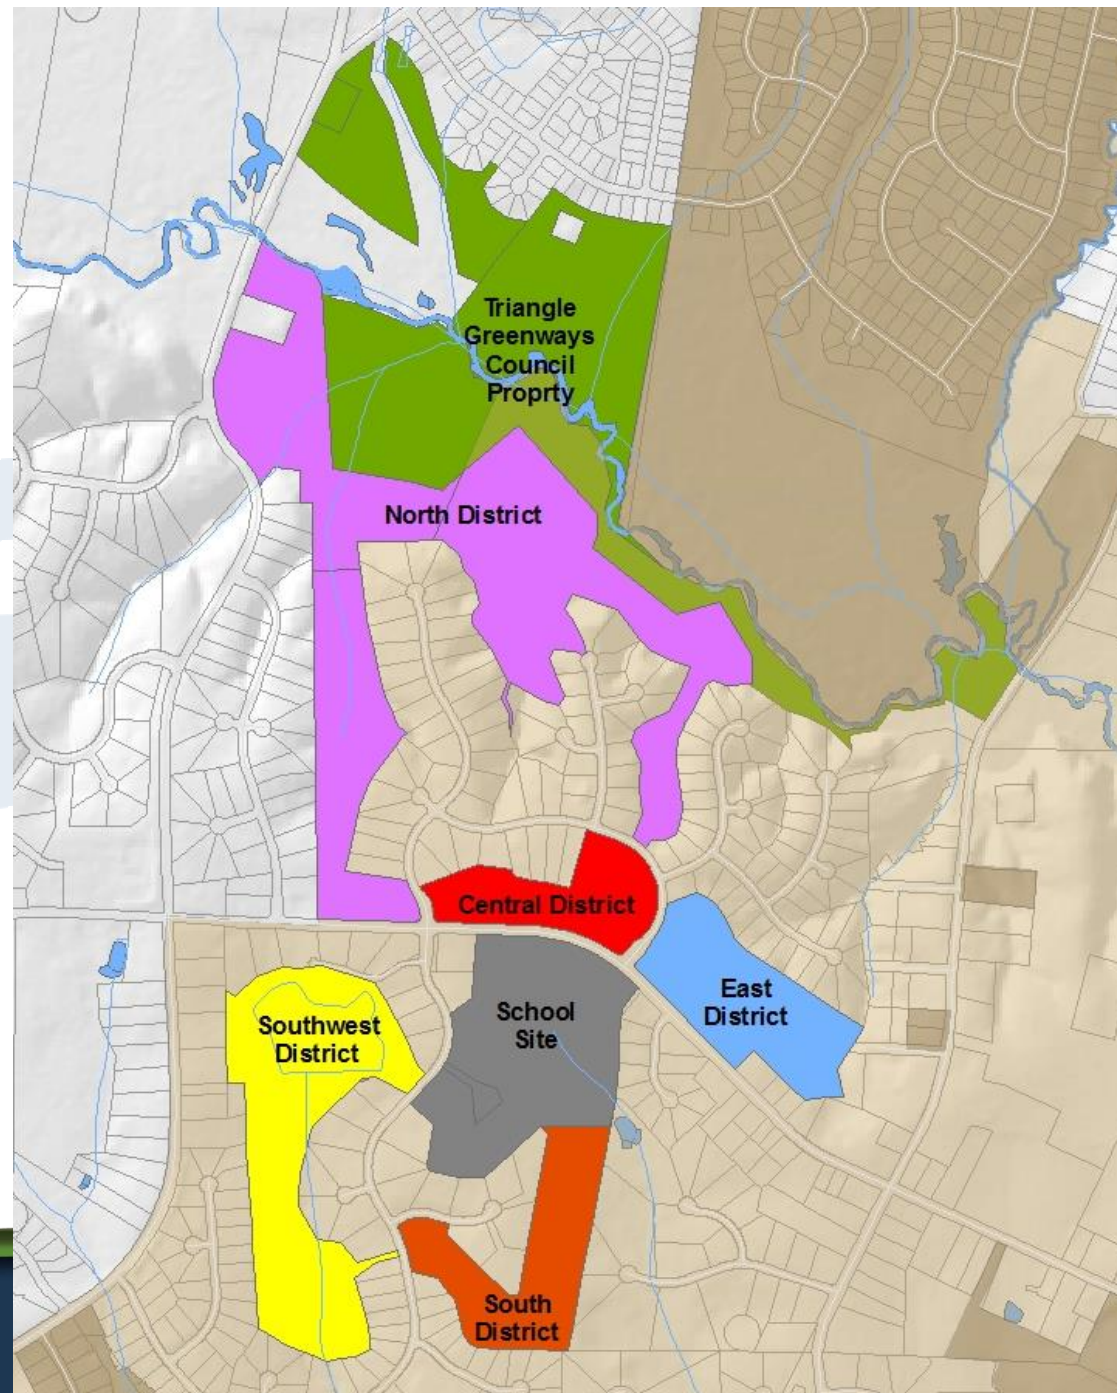 Triangle
Greenways
Council
Proprty
North District
Central District
East
District
School
Site
Southwest
District
South
District